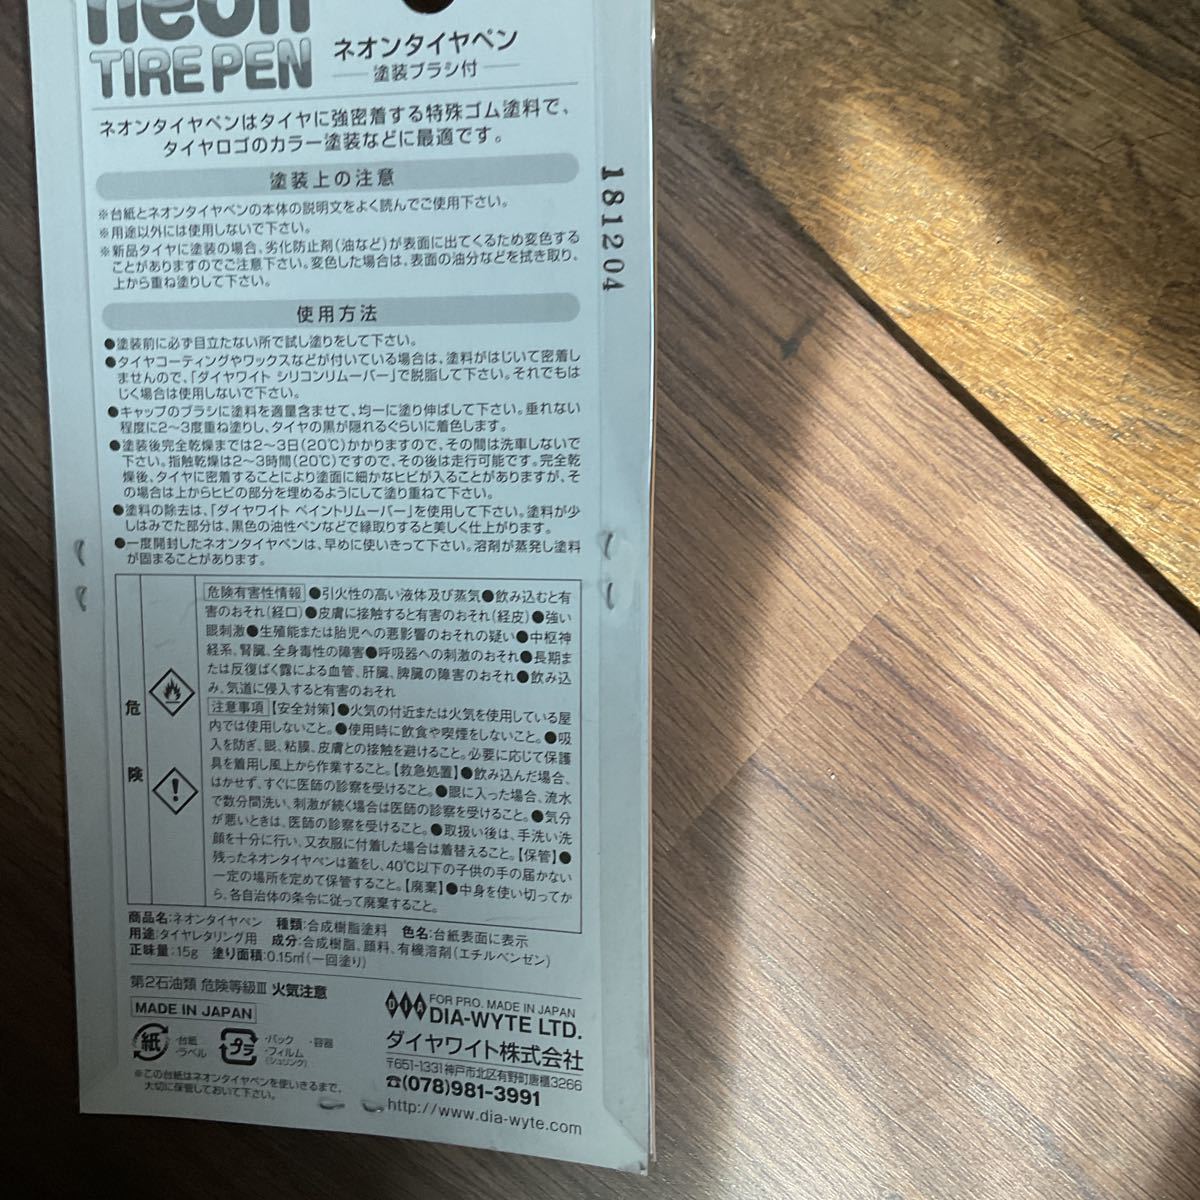 neon
TIRE PEN
ネオンタイヤペン
塗装ブラシ付
ネオンタイヤペンはタイヤに強密着する特殊ゴム塗料で、
タイヤロゴのカラー塗装などに最適です。
塗装上の注意
※台紙とネオンタイヤペンの本体の説明文をよく読んでご使用下さい。
※用途以外には使用しないで下さい。
※新品タイヤに塗装の場合、劣化防止剤(油など)が表面に出てくるため変色する
ことがありますのでご注意下さい。変色した場合は、表面の油分などを拭き取り、
上から重ね塗りして下さい。
181204
使用方法
●塗装前に必ず目立たない所で試し塗りをして下さい。
●タイヤコーティングやワックスなどが付いている場合は、塗料がはじいて密着し
ませんので、「ダイヤワイト シリコンリムーバー」で脱脂して下さい。それでもは
じく場合は使用しないで下さい。
●キャップのブラシに塗料を適量含ませて、均一に塗り伸ばして下さい。垂れない
程度に2〜3度重ね塗りし、タイヤの黒が隠れるぐらいに着色します。
●塗装後完全乾燥までは2〜3日(20℃)かかりますので、その間は洗車しないで
下さい。指触乾燥は2〜3時間(20℃)ですので、その後は走行可能です。完全乾
燥後、タイヤに密着することにより塗面に細かなヒビが入ることがありますが、そ
の場合は上からヒビの部分を埋めるようにして塗り重ねて下さい。
●塗料の除去は、「ダイヤワイト ペイントリムーバー」を使用して下さい。塗料が少
しはみでた部分は、黒色の油性ペンなどで縁取りすると美しく仕上がります。
●一度開封したネオンタイヤペンは、早めに使いきって下さい。溶剤が蒸発し塗料
が固まることがあります。
危険
危険有害性情報 ●引火性の高い液体及び蒸気●飲み込むと有
害のおそれ(経口)●皮膚に接触すると有害のおそれ(経皮)●強い
眼刺激●生殖能または胎児への悪影響のおそれの疑い●中枢神
経系、腎臓、全身毒性の障害●呼吸器への刺激のおそれ●長期ま
たは反復ばく露による血管、肝臓、脾臓の障害のおそれ●飲み込
み、気道に侵入すると有害のおそれ
注意事項【安全対策】●火気の付近または火気を使用している屋
内では使用しないこと。●使用時に飲食や喫煙をしないこと。●吸
入を防ぎ、眼、粘膜、皮膚との接触を避けること。必要に応じて保護
具を着用し風上から作業すること。【救急処置】●飲み込んだ場合、
はかせず、すぐに医師の診察を受けること。●眼に入った場合、流水
で数分間洗い、刺激が続く場合は医師の診察を受けること。●気分
が悪いときは、医師の診察を受けること。●取扱い後は、手洗い洗
顔を十分に行い、又衣服に付着した場合は着替えること。【保管】●
残ったネオンタイヤペンは蓋をし、40℃以下の子供の手の届かない
一定の場所を定めて保管すること。【廃棄】●中身を使い切ってか
ら、各自治体の条令に従って廃棄すること。
商品名:ネオンタイヤペン 種類:合成樹脂塗料 色名:台紙表面に表示
用途:タイヤレタリング用 成分:合成樹脂、顔料、有機溶剤(エチルベンゼン)
正味量:15g 塗り面積:0.15㎡(一回塗り)
第2石油類 危険等級Ⅲ 火気注意
MADE IN JAPAN
紙 ・台紙 ・ラベル プラ ・パック ・容器 ・フィルム (シュリンク)
※この台紙はネオンタイヤペンを使いきるまで、
大切に保管しておいて下さい。
DIA FOR PRO. MADE IN JAPAN
DIA-WYTE LTD.
ダイヤワイト株式会社
〒651-1331 神戸市北区有野町唐櫃3266
☎(078)981-3991
http://www.dia-wyte.com